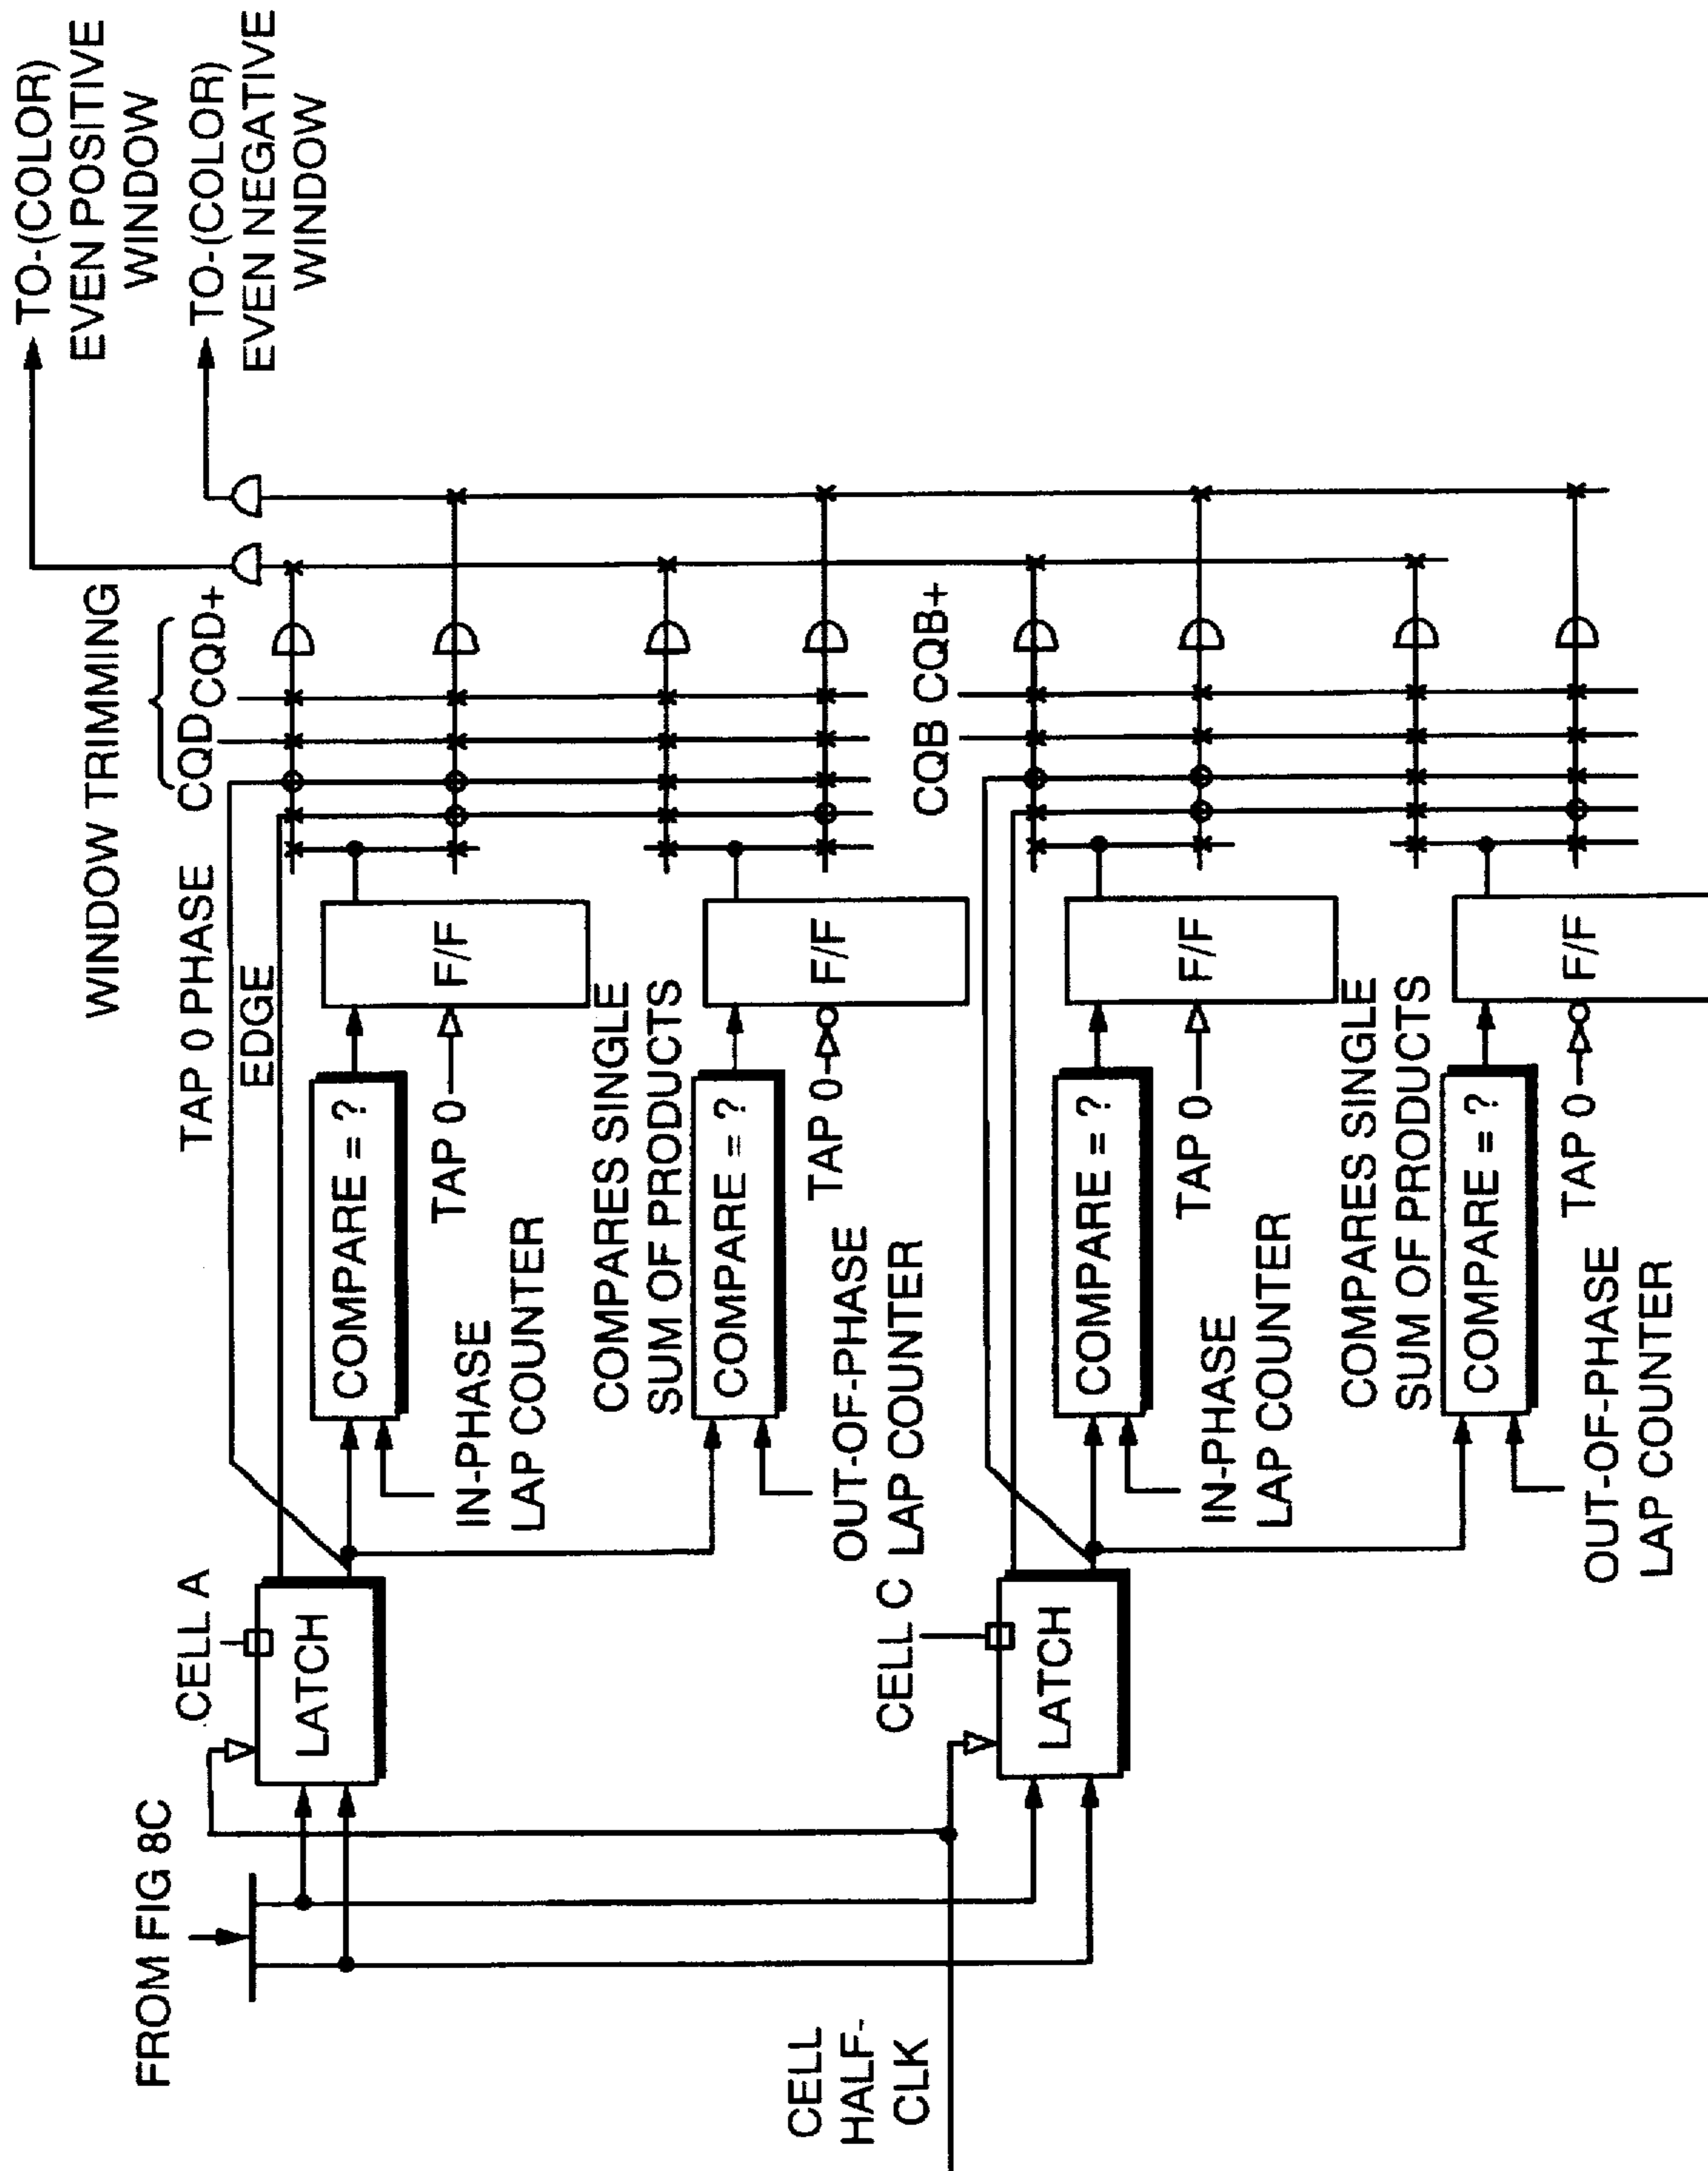 FROM FIG 8C
CELL
HALF-
CLK
CELL A
LATCH
CELL C
LATCH
TAP 0 PHASE
EDGE
WINDOW TRIMMING
CQD CQD+
COMPARE = ?
F/F
TAP 0
IN-PHASE
LAP COUNTER
COMPARES SINGLE
SUM OF PRODUCTS
COMPARE = ?
F/F
TAP 0
OUT-OF-PHASE
LAP COUNTER
CQB CQB+
COMPARE = ?
F/F
TAP 0
IN-PHASE
LAP COUNTER
COMPARES SINGLE
SUM OF PRODUCTS
COMPARE = ?
F/F
TAP 0
OUT-OF-PHASE
LAP COUNTER
TO-(COLOR)
EVEN POSITIVE
WINDOW
TO-(COLOR)
EVEN NEGATIVE
WINDOW